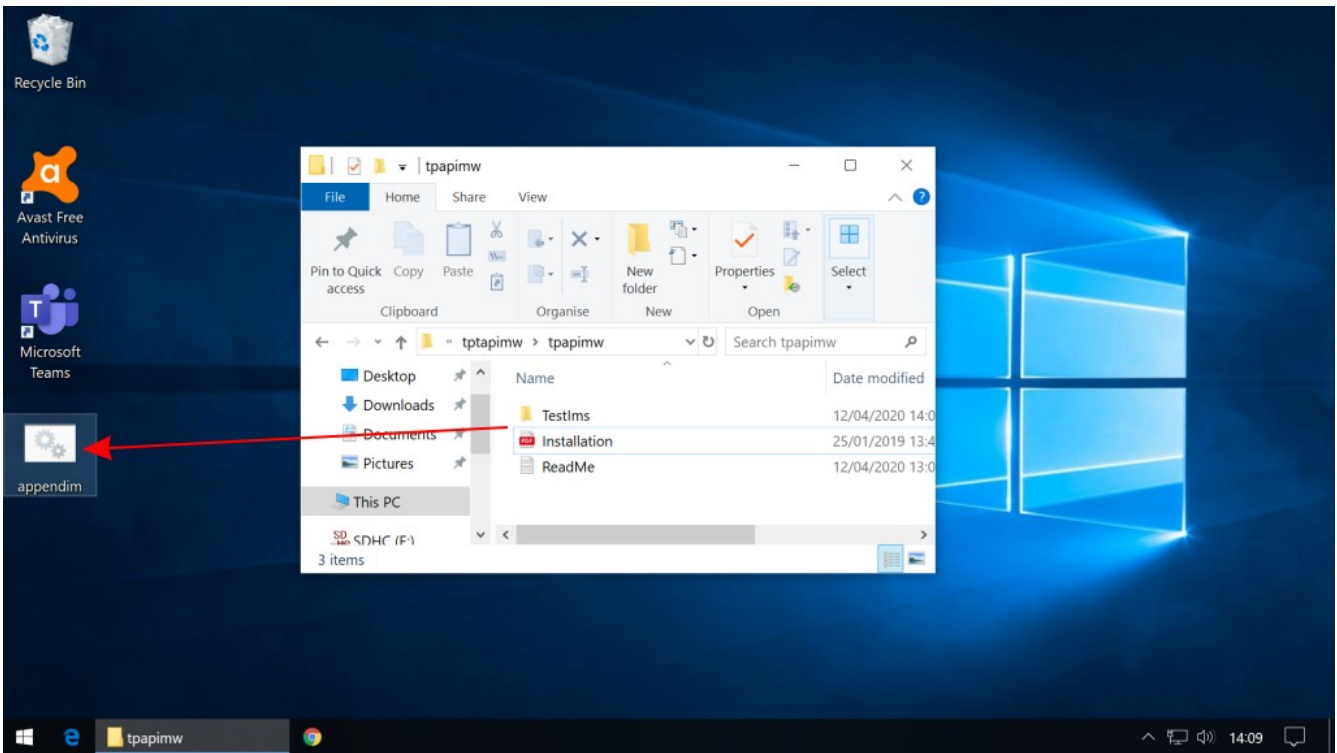 Recycle Bin
Avast Free
Antivirus
Microsoft
Teams
appendim
tpapimw
File Home Share View
Pin to Quick
access
Copy
Paste
Clipboard
Organise
New
folder
New
Properties
Open
Select
tptapimw tpapimw
Search tpapimw
Desktop
Downloads
Documents
Pictures
This PC
SDHC (F:)
Name Date modified
TestIms 12/04/2020 14:0
Installation 25/01/2019 13:4
ReadMe 12/04/2020 13:0
3 items
tpapimw
14:09